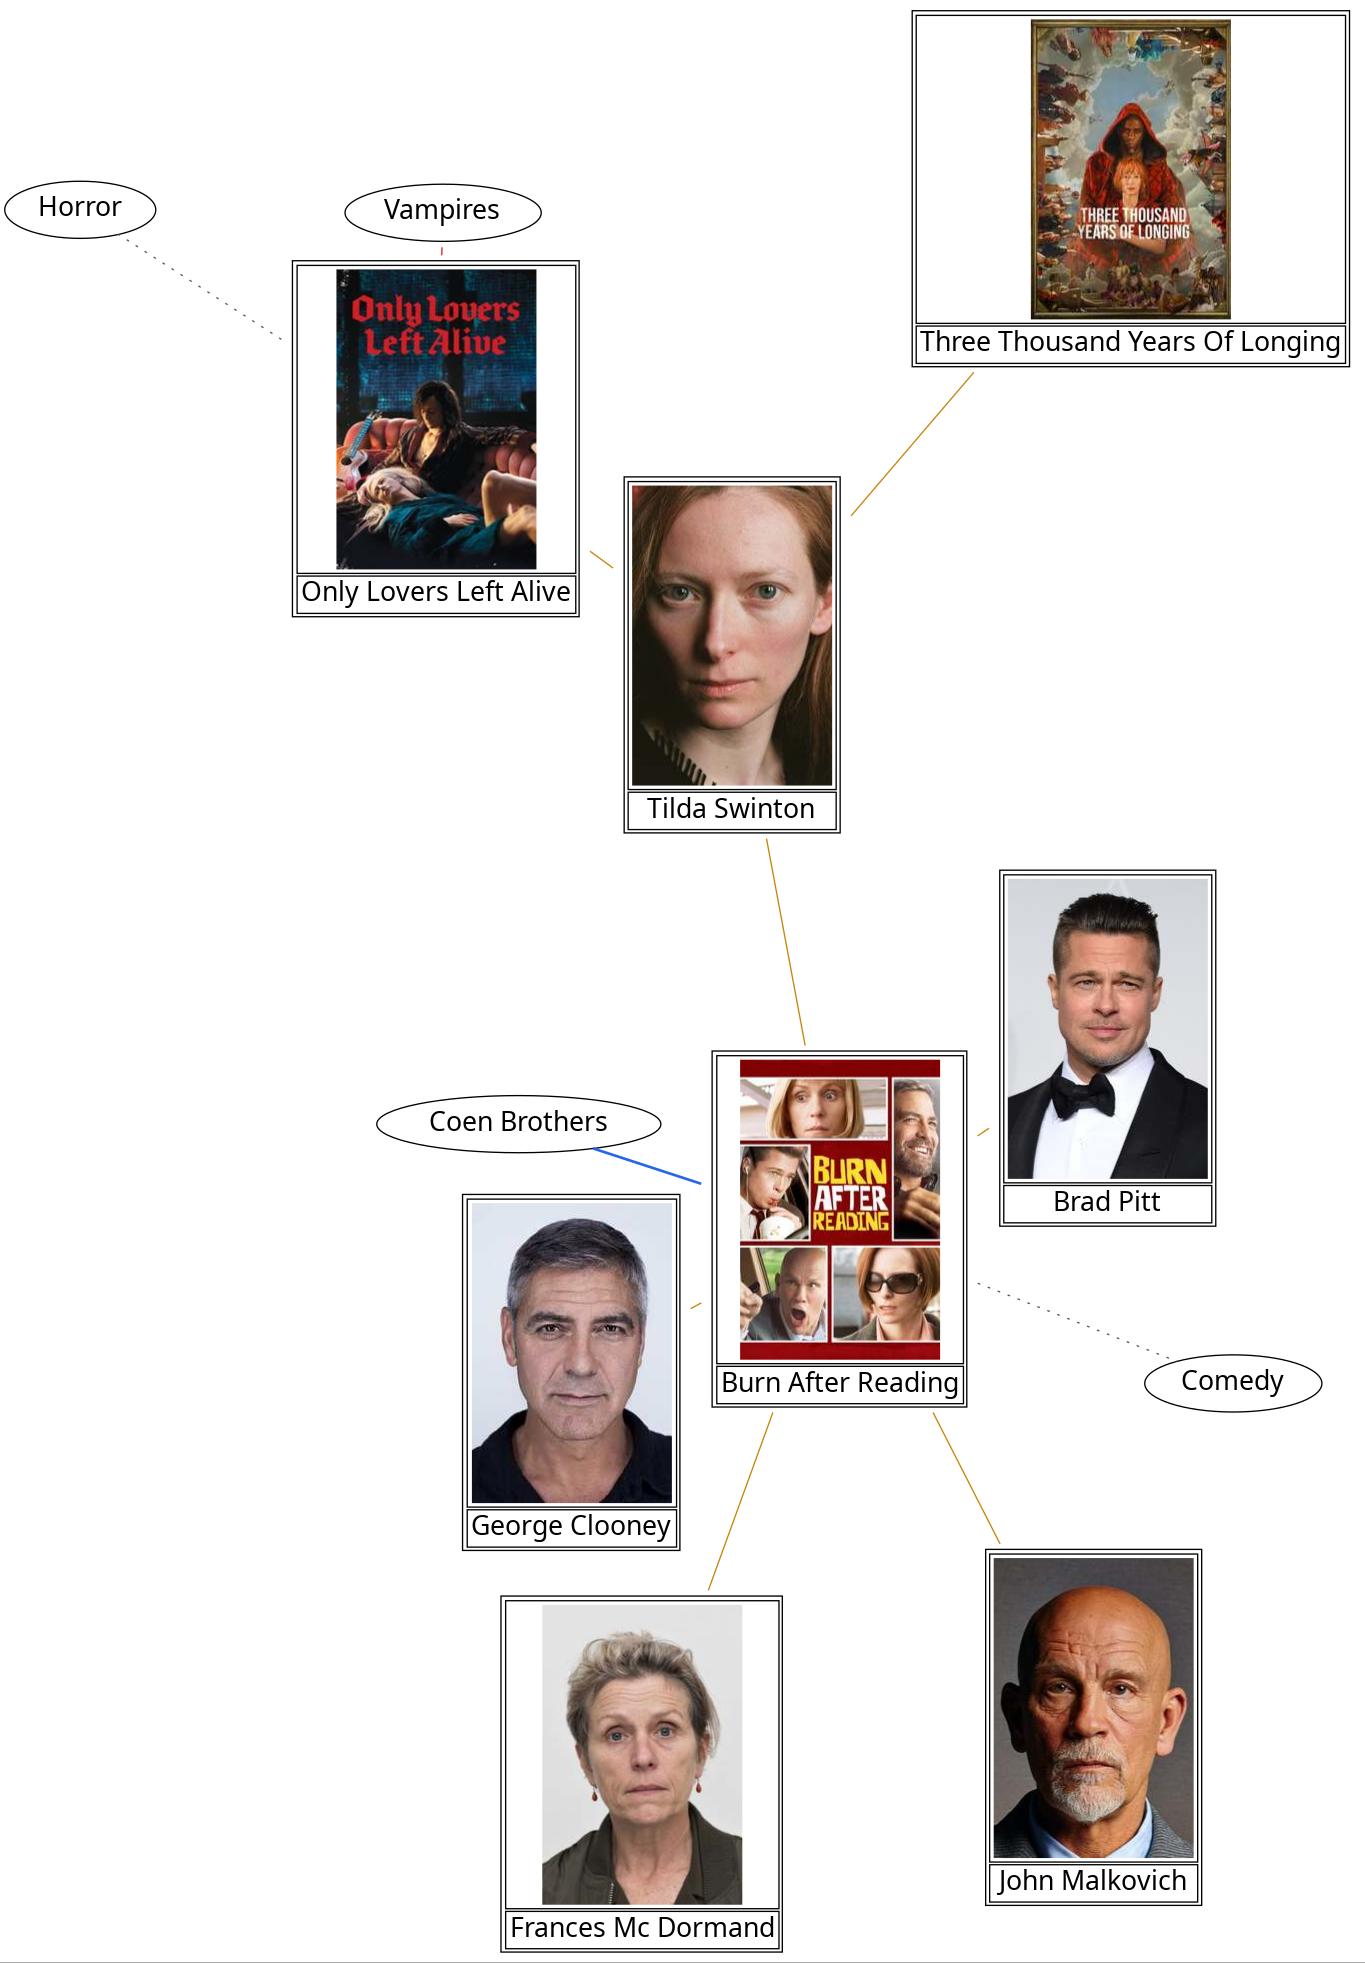 THREE THOUSAND
YEARS OF LONGING
Three Thousand Years Of Longing
Horror
Vampires
Only Lovers
Left Alive
Only Lovers Left Alive
Tilda Swinton
Brad Pitt
Coen Brothers
BURN
AFTER
READING
Burn After Reading
Comedy
George Clooney
John Malkovich
Frances Mc Dormand